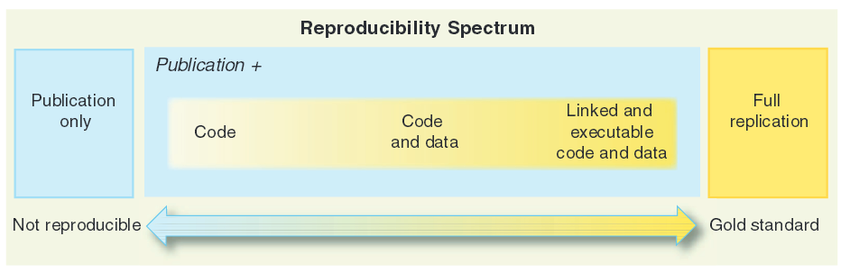 Reproducibility Spectrum
Publication
only
Publication +
Code
Code
and data
Linked and
executable
code and data
Full
replication
Not reproducible
Gold standard